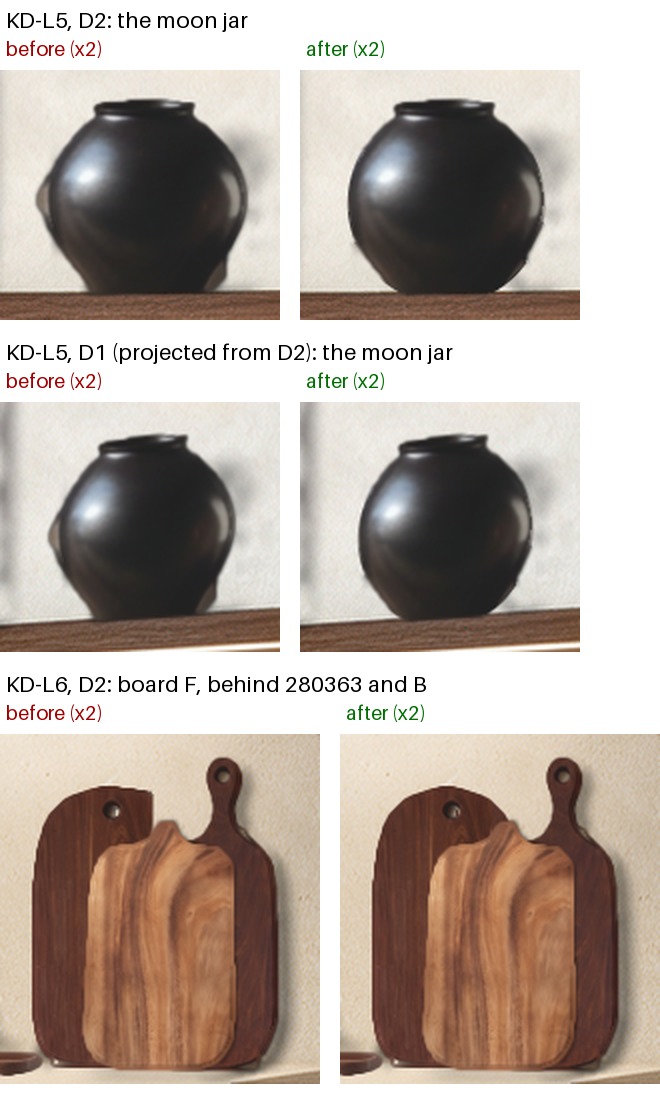 KD-L5, D2: the moon jar
before (x2) after (x2)
KD-L5, D1 (projected from D2): the moon jar
before (x2) after (x2)
KD-L6, D2: board F, behind 280363 and B
before (x2) after (x2)